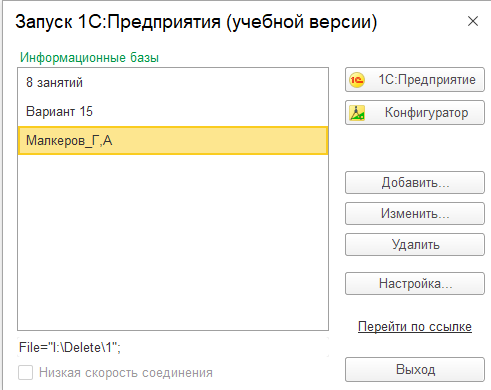 Запуск 1С:Предприятия (учебной версии)
Информационные базы
8 занятий
Вариант 15
Малкеров_Г,А
1С:Предприятие
Конфигуратор
Добавить...
Изменить...
Удалить
Настройка...
Перейти по ссылке
File="I:\Delete\1";
Низкая скорость соединения
Выход